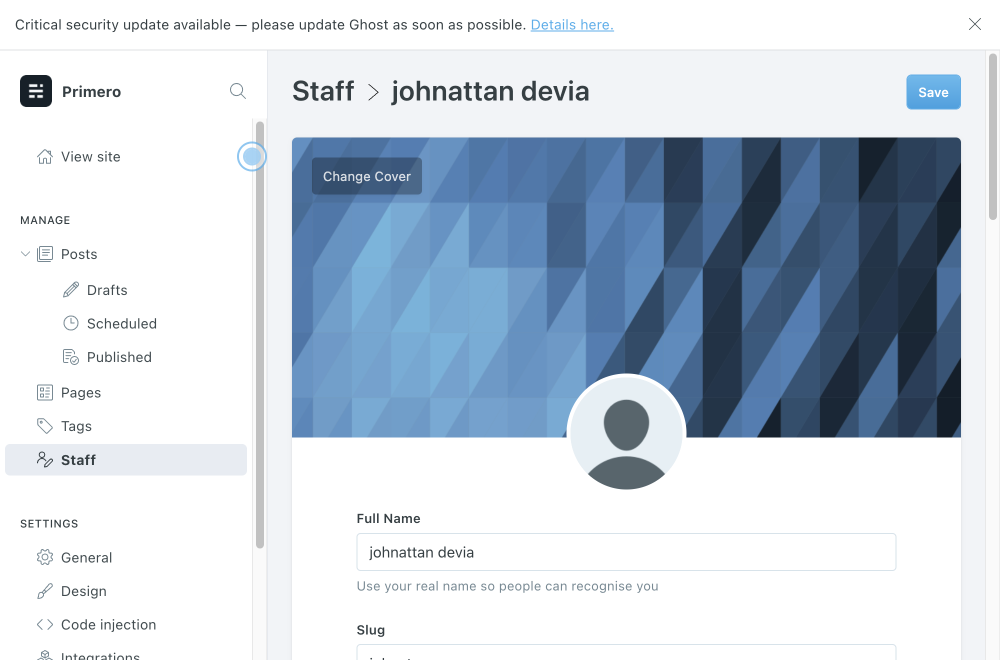 Critical security update available — please update Ghost as soon as possible. Details here.
Primero
View site
MANAGE
Posts
Drafts
Scheduled
Published
Pages
Tags
Staff
SETTINGS
General
Design
Code injection
Integrations
Staff > johnattan devia
Save
Change Cover
Full Name
johnattan devia
Use your real name so people can recognise you
Slug